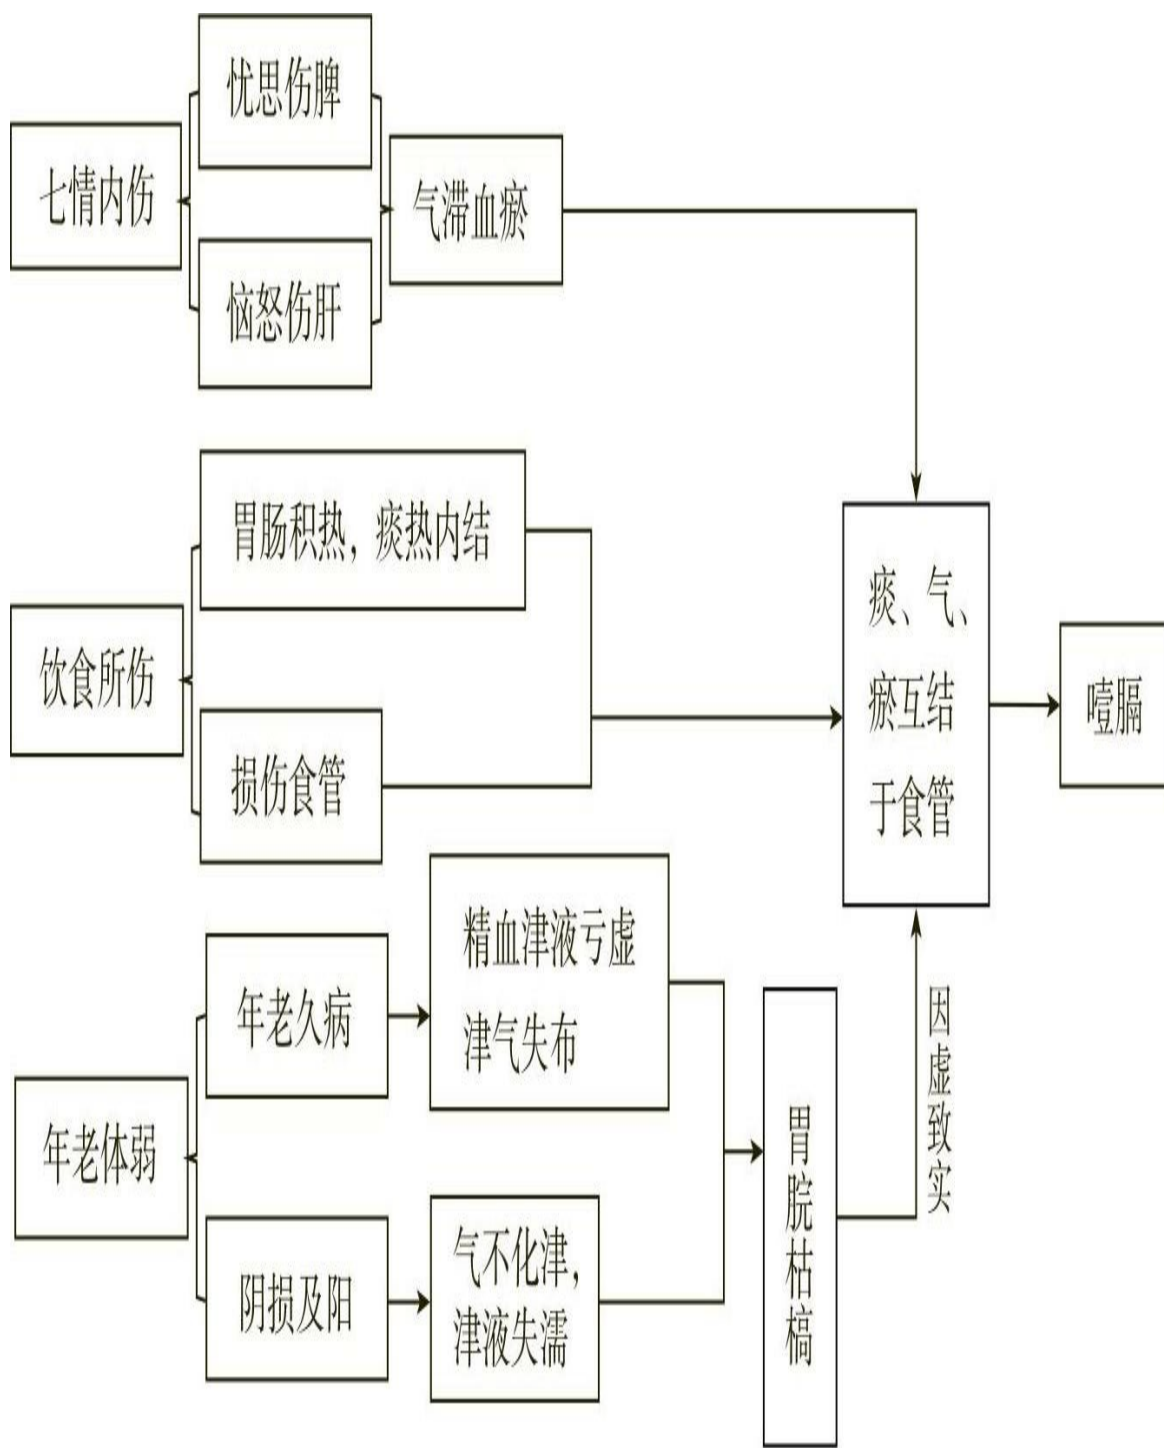 忧思伤脾
七情内伤
气滞血瘀
恼怒伤肝
胃肠积热，痰热内结
饮食所伤
损伤食管
痰、气、
瘀互结
于食管
噎膈
年老久病
精血津液亏虚
津气失布
年老体弱
阴损及阳
气不化津，
津液失濡
胃脘枯槁
因虚致实